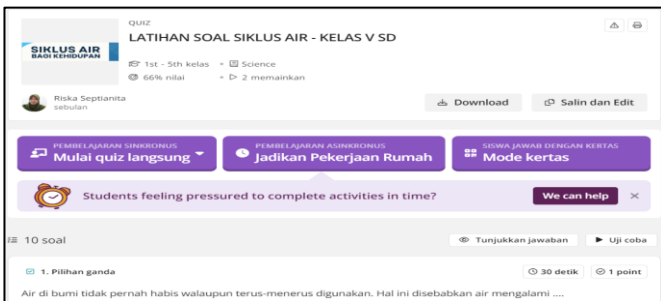 QUIZ
LATIHAN SOAL SIKLUS AIR - KELAS V SD
SIKLUS AIR
BAGI KEHIDUPAN
1st - 5th kelas • Science
66% nilai • 2 memainkan
Riska Septianita
sebulan
Download
Salin dan Edit
PEMBELAJARAN SINKRONUS
Mulai quiz langsung
PEMBELAJARAN ASINKRONUS
Jadikan Pekerjaan Rumah
SISWA JAWAB DENGAN KERTAS
Mode kertas
Students feeling pressured to complete activities in time?
We can help
10 soal
Tunjukkan jawaban
Uji coba
1. Pilihan ganda
30 detik
1 point
Air di bumi tidak pernah habis walaupun terus-menerus digunakan. Hal ini disebabkan air mengalami ....